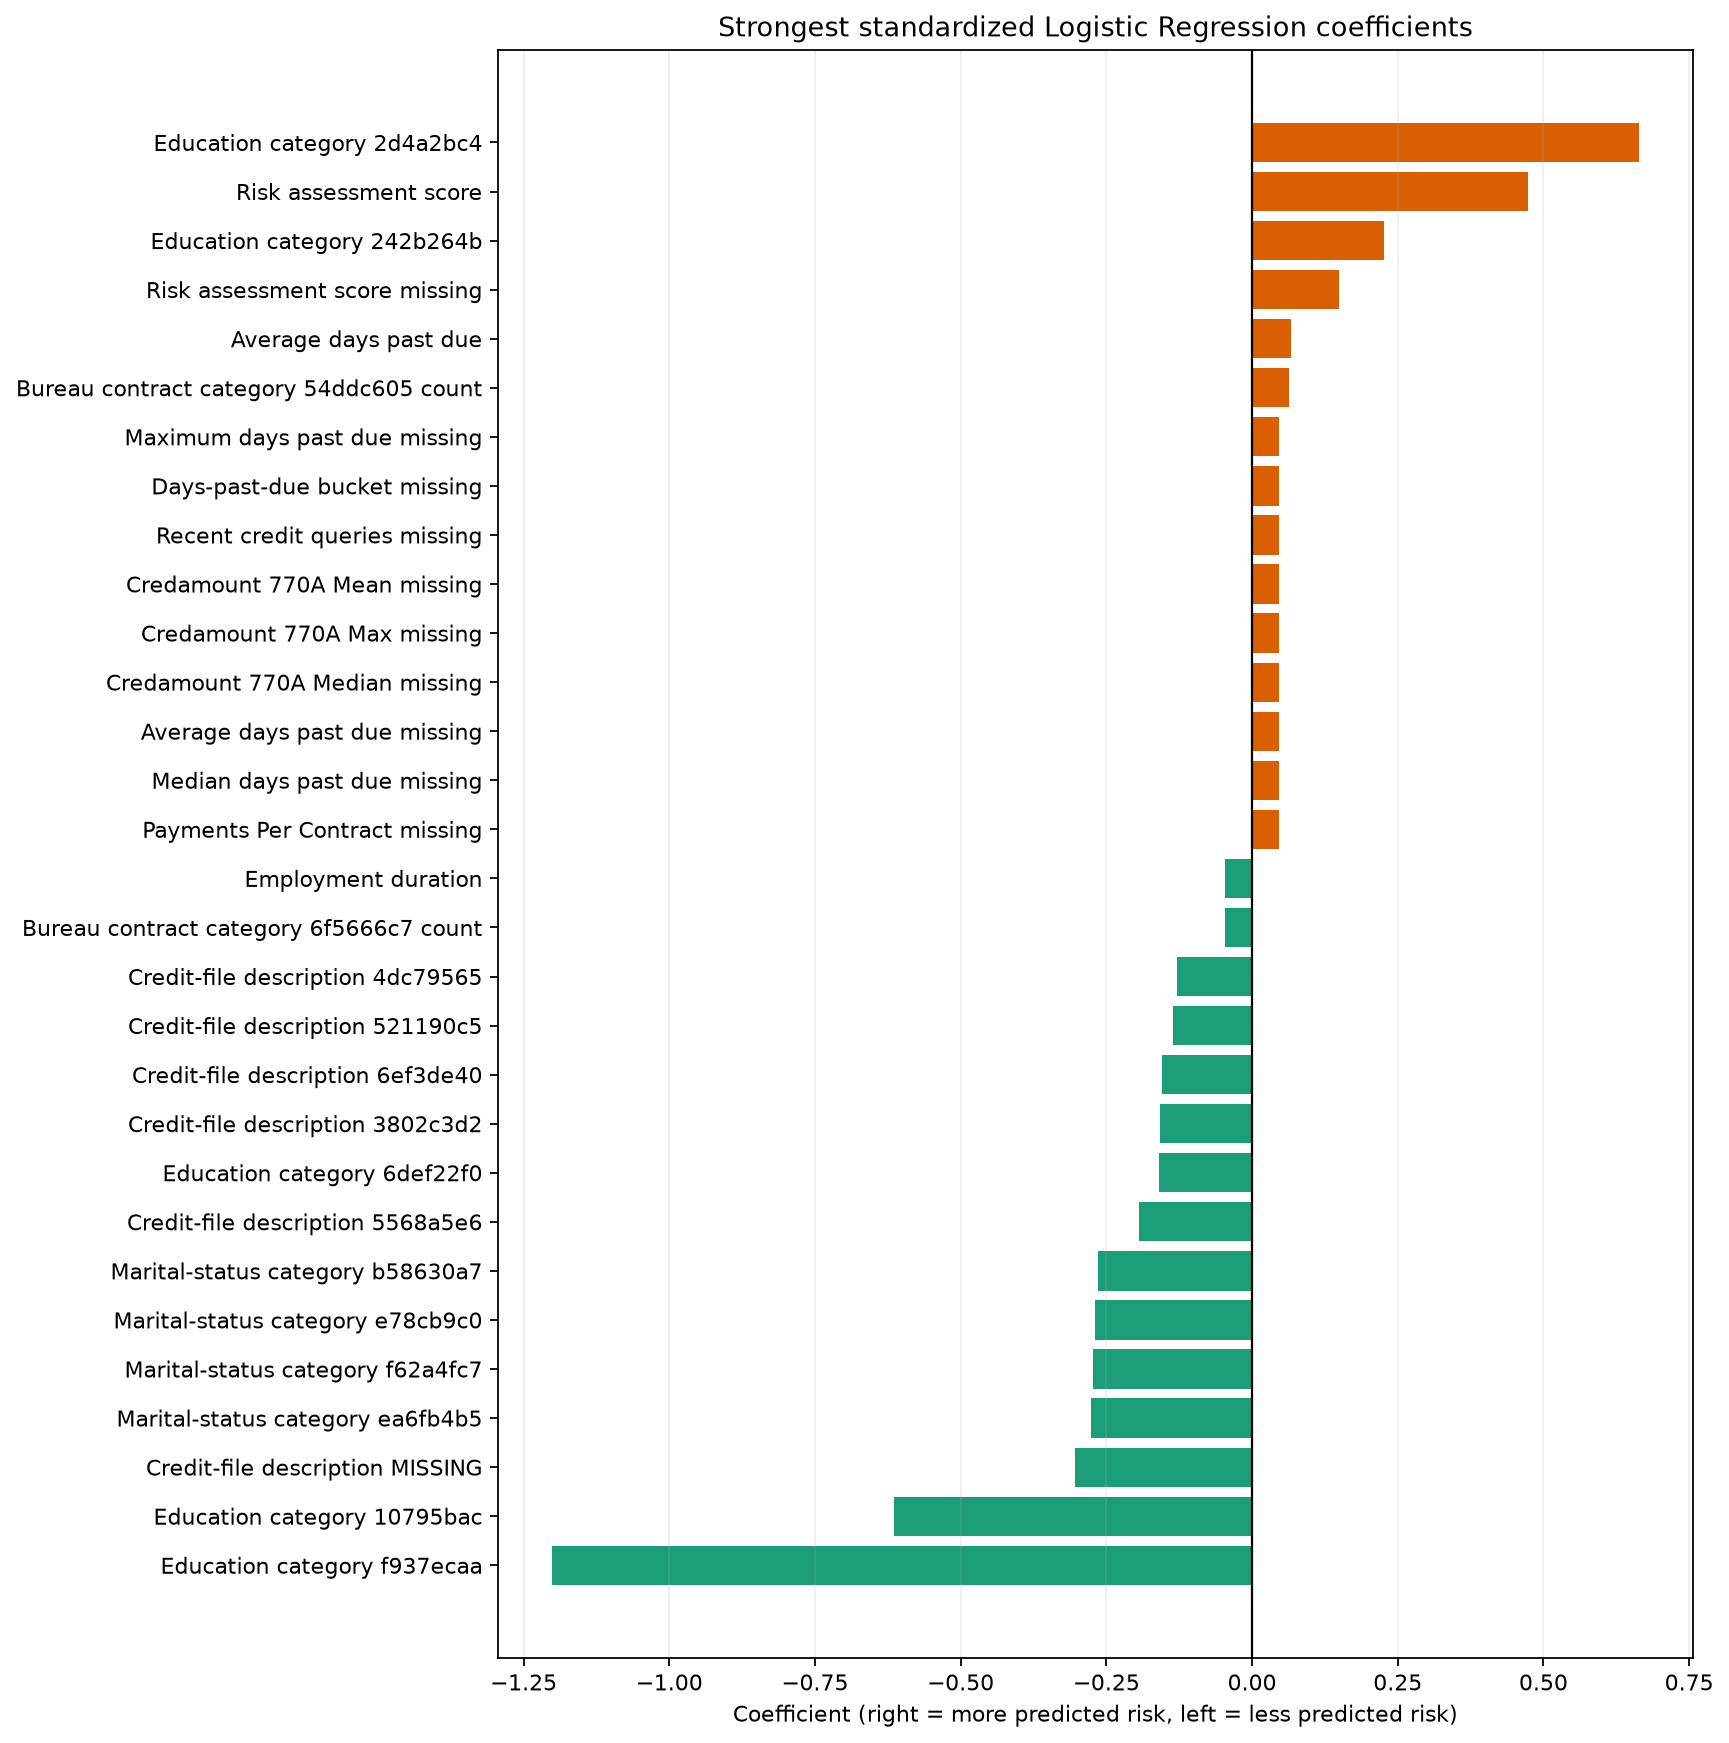 Strongest standardized Logistic Regression coefficients
Education category 2d4a2bc4
Risk assessment score
Education category 242b264b
Risk assessment score missing
Average days past due
Bureau contract category 54ddc605 count
Maximum days past due missing
Days-past-due bucket missing
Recent credit queries missing
Credamount 770A Mean missing
Credamount 770A Max missing
Credamount 770A Median missing
Average days past due missing
Median days past due missing
Payments Per Contract missing
Employment duration
Bureau contract category 6f5666c7 count
Credit-file description 4dc79565
Credit-file description 521190c5
Credit-file description 6ef3de40
Credit-file description 3802c3d2
Education category 6def22f0
Credit-file description 5568a5e6
Marital-status category b58630a7
Marital-status category e78cb9c0
Marital-status category f62a4fc7
Marital-status category ea6fb4b5
Credit-file description MISSING
Education category 10795bac
Education category f937ecaa
−1.25 −1.00 −0.75 −0.50 −0.25 0.00 0.25 0.50 0.75
Coefficient (right = more predicted risk, left = less predicted risk)